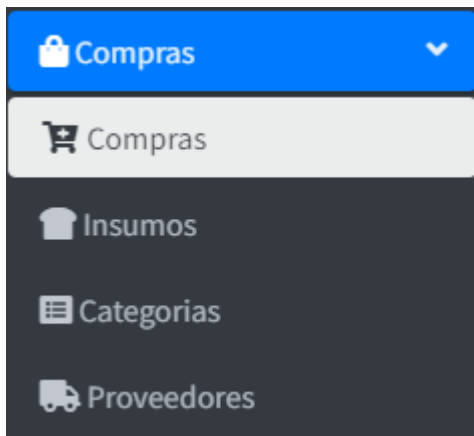 Compras
Compras
Insumos
Categorias
Proveedores